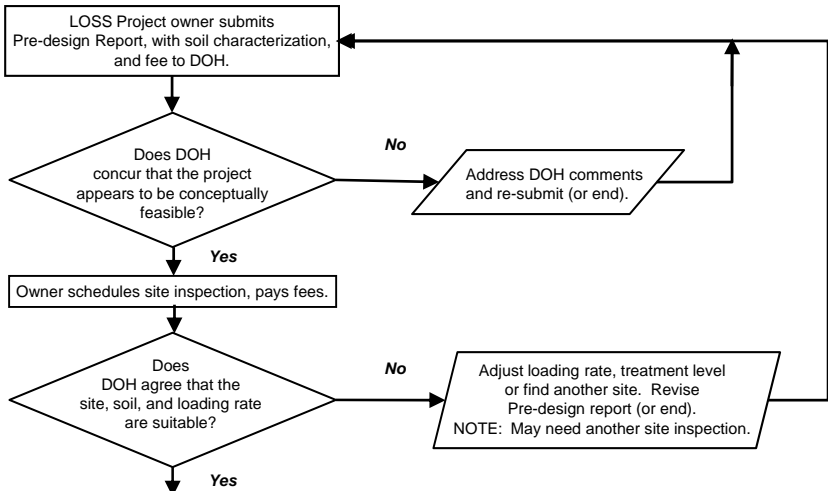 LOSS Project owner submits
Pre-design Report, with soil characterization,
and fee to DOH.
Does DOH
concur that the project
appears to be conceptually
feasible?
No
Address DOH comments
and re-submit (or end).
Yes
Owner schedules site inspection, pays fees.
Does
DOH agree that the
site, soil, and loading rate
are suitable?
No
Adjust loading rate, treatment level
or find another site.  Revise
Pre-design report (or end).
NOTE:  May need another site inspection.
Yes